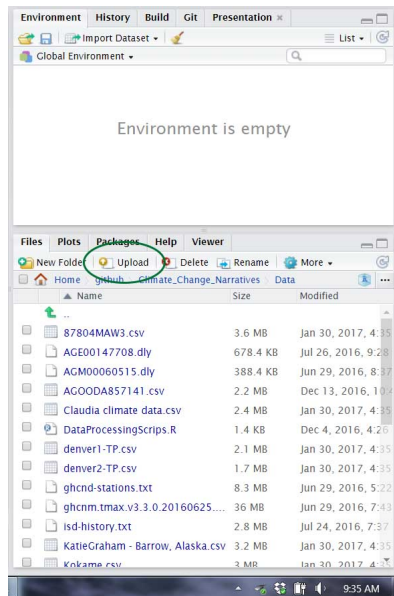 Environment History Build Git Presentation
Import Dataset List
Global Environment
Environment is empty
Files Plots Packages Help Viewer
New Folder Upload Delete Rename More
Home github Climate_Change_Narratives Data
Name Size Modified
..
87804MAW3.csv 3.6 MB Jan 30, 2017, 4:35
AGE00147708.dly 678.4 KB Jul 26, 2016, 9:28
AGM00060515.dly 388.4 KB Jun 29, 2016, 8:37
AGOODA857141.csv 2.2 MB Dec 13, 2016, 10:4
Claudia climate data.csv 2.4 MB Jan 30, 2017, 4:35
DataProcessingScrips.R 1.4 KB Dec 4, 2016, 4:26
denver1-TP.csv 2.1 MB Jan 30, 2017, 4:35
denver2-TP.csv 1.7 MB Jan 30, 2017, 4:35
ghcnd-stations.txt 8.3 MB Jun 29, 2016, 5:22
ghcnm.tmax.v3.3.0.20160625.... 36 MB Jun 29, 2016, 7:43
isd-history.txt 2.8 MB Jul 24, 2016, 7:37
KatieGraham - Barrow, Alaska.csv 3.2 MB Jan 30, 2017, 4:35
Kokame.csv 3 MB Jan 30, 2017, 4:35
9:35 AM